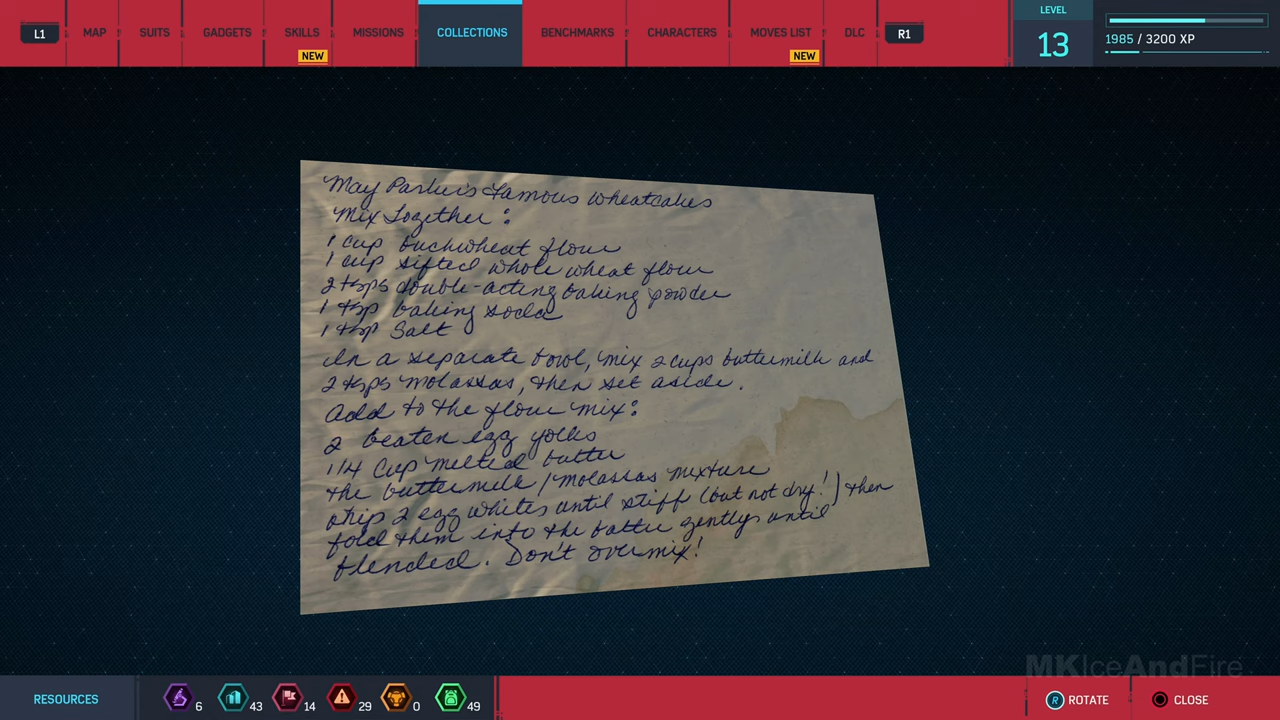 L1 MAP SUITS GADGETS SKILLS MISSIONS COLLECTIONS BENCHMARKS CHARACTERS MOVES LIST DLC R1
NEW NEW
LEVEL
13
1985 / 3200 XP
May Parker's Famous Wheatcakes
Mix Together:
1 cup buckwheat flour
1 cup sifted whole wheat flour
2 tsps double-acting baking powder
1 tsp baking soda
1 tsp Salt
In a separate bowl, mix 2 cups buttermilk and
2 tsps molassas, then set aside.
Add to the flour mix:
2 beaten egg yolks
1/4 Cup melted butter
the buttermilk/molassas mixture
whip 2 egg whites until stiff (but not dry!) then
fold them into the batter gently until
blended. Don't overmix!
MKIceAndFire
RESOURCES 6 43 14 29 0 49 R ROTATE CLOSE